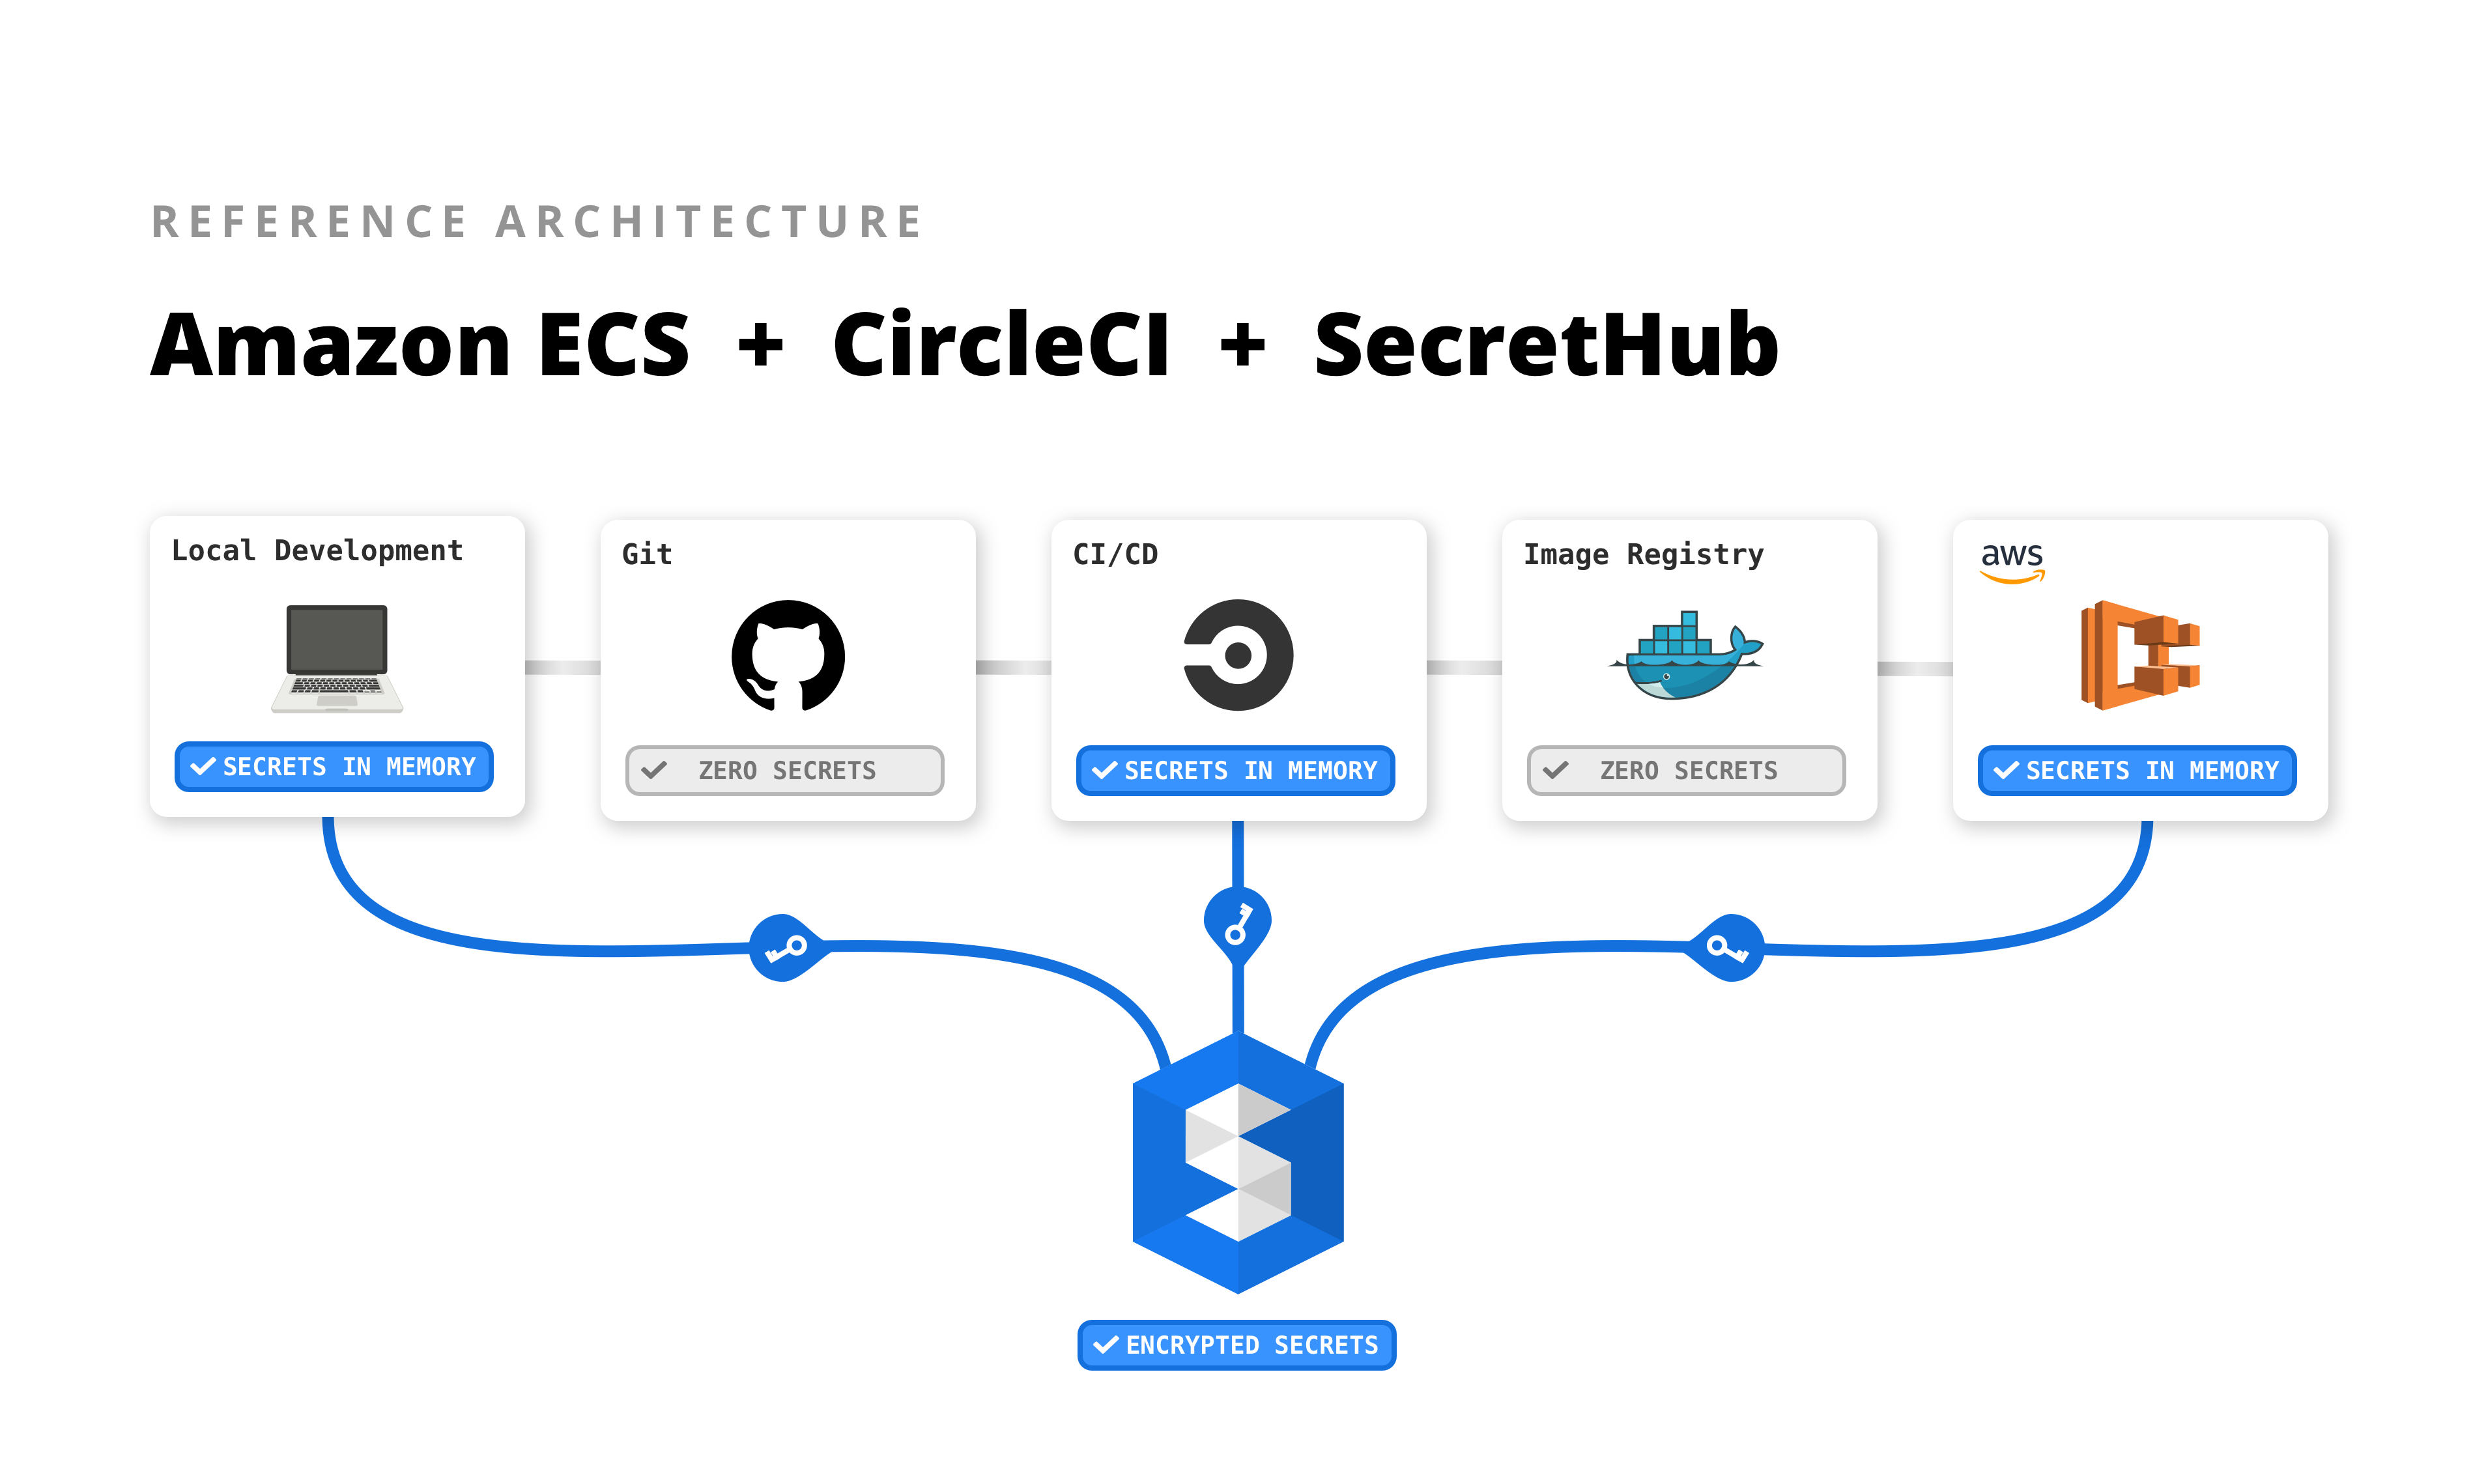 REFERENCE ARCHITECTURE
Amazon ECS + CircleCI + SecretHub
Local Development
SECRETS IN MEMORY
Git
ZERO SECRETS
CI/CD
SECRETS IN MEMORY
Image Registry
ZERO SECRETS
aws
SECRETS IN MEMORY
ENCRYPTED SECRETS